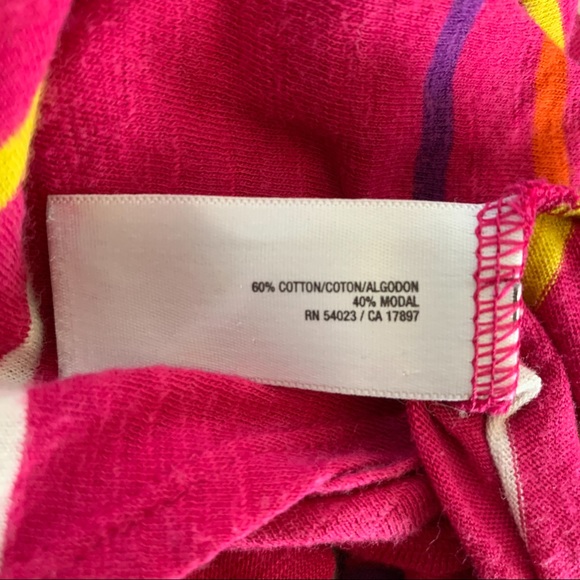 60% COTTON/COTON/ALGODON
40% MODAL
RN 54023 / CA 17897